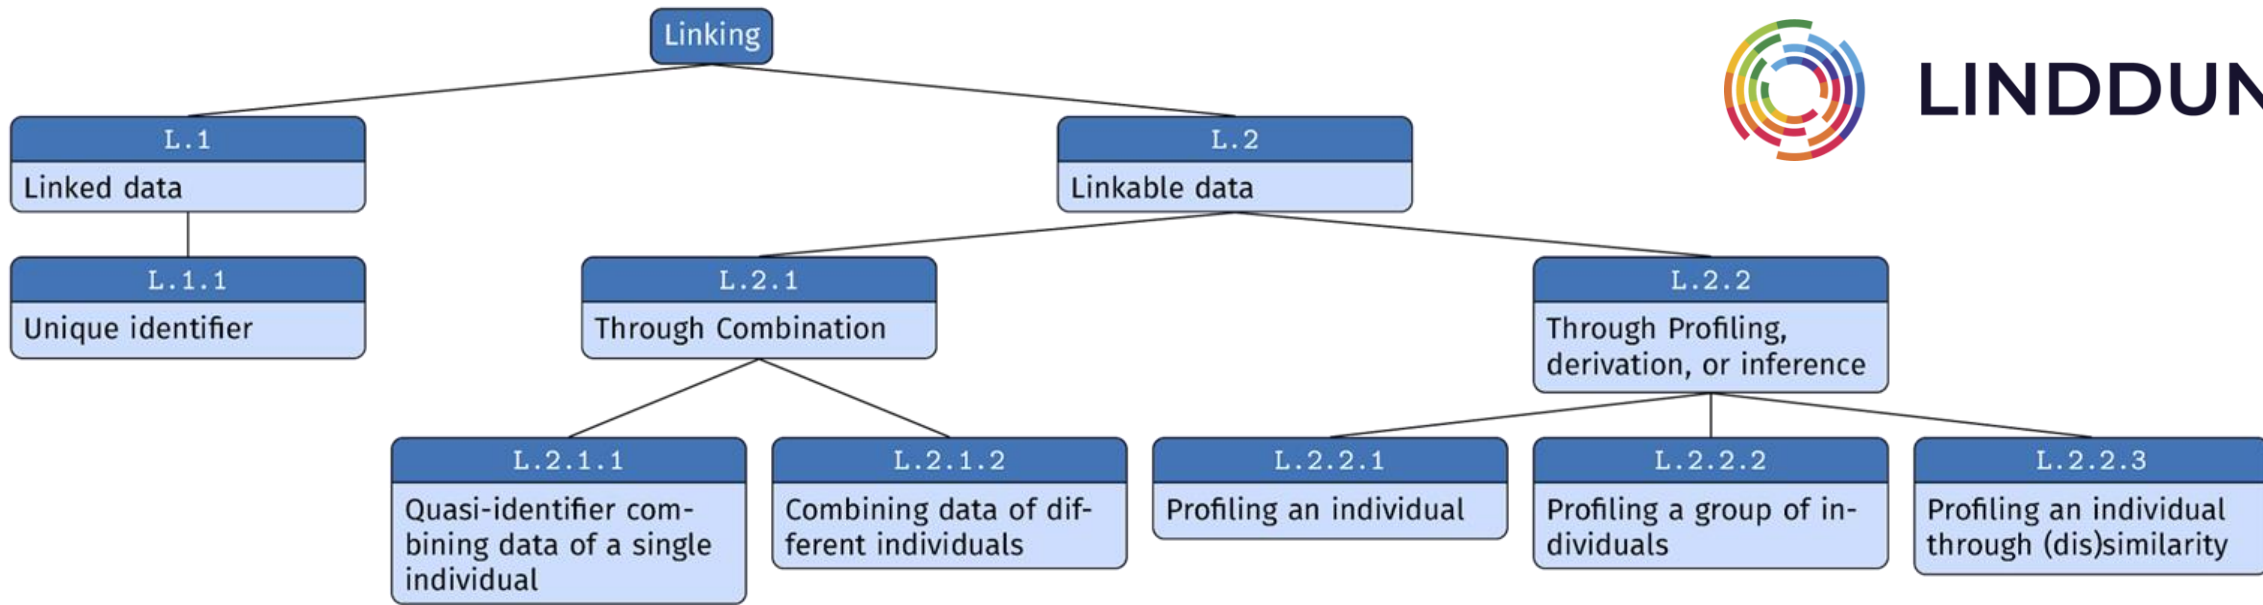 Linking
LINDDUN
L.1
Linked data
L.2
Linkable data
L.1.1
Unique identifier
L.2.1
Through Combination
L.2.2
Through Profiling,
derivation, or inference
L.2.1.1
Quasi-identifier com-
bining data of a single
individual
L.2.1.2
Combining data of dif-
ferent individuals
L.2.2.1
Profiling an individual
L.2.2.2
Profiling a group of in-
dividuals
L.2.2.3
Profiling an individual
through (dis)similarity